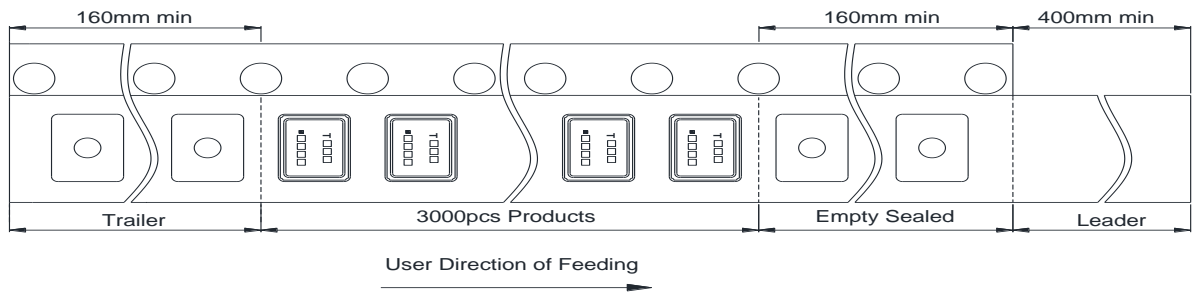 160mm min
160mm min
400mm min
T
T
T
T
Trailer
3000pcs Products
Empty Sealed
Leader
User Direction of Feeding